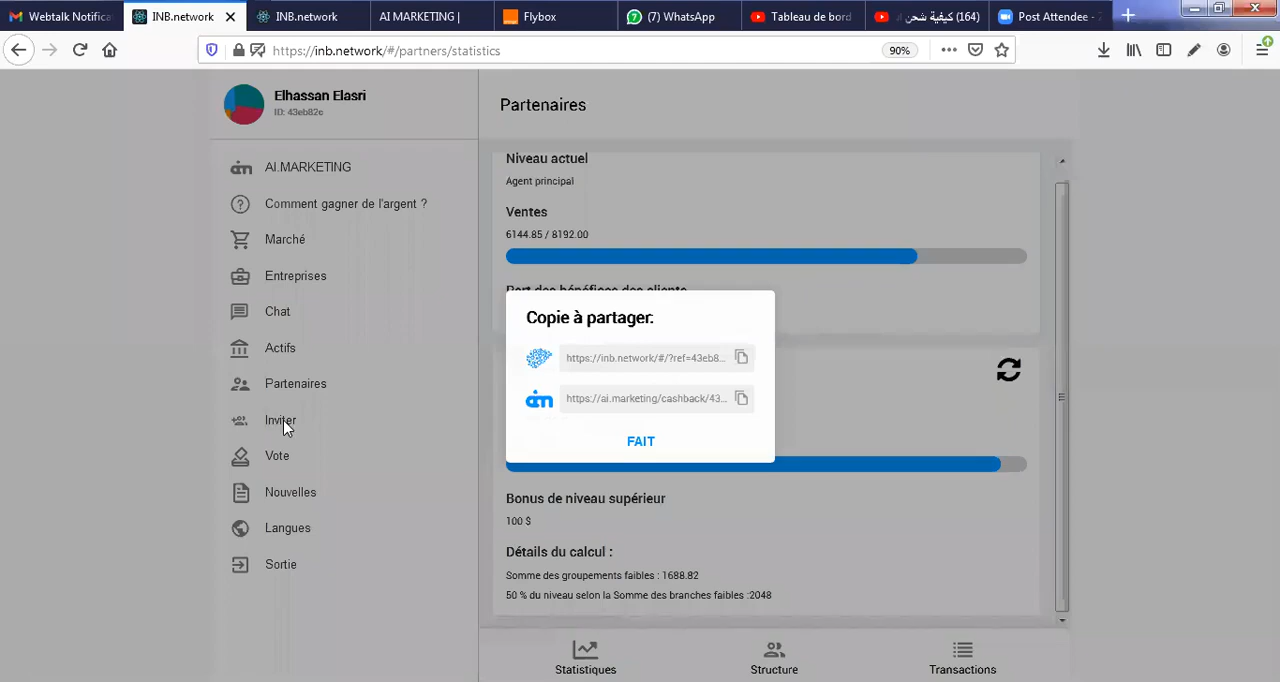 Webtalk Notifica
INB.network
INB.network
AI MARKETING |
Flybox
(7) WhatsApp
Tableau de bord
(164) كيفية شحن
Post Attendee -
https://inb.network/#/partners/statistics
90%
Elhassan Elasri
ID: 43eb82e
Partenaires
AI.MARKETING
Comment gagner de l'argent ?
Marché
Entreprises
Chat
Actifs
Partenaires
Inviter
Vote
Nouvelles
Langues
Sortie
Niveau actuel
Agent principal
Ventes
6144.85 / 8192.00
Part des bénéfices des clients
Copie à partager:
https://inb.network/#/?ref=43eb8...
https://ai.marketing/cashback/43...
FAIT
Bonus de niveau supérieur
100 $
Détails du calcul :
Somme des groupements faibles : 1688.82
50 % du niveau selon la Somme des branches faibles :2048
Statistiques
Structure
Transactions